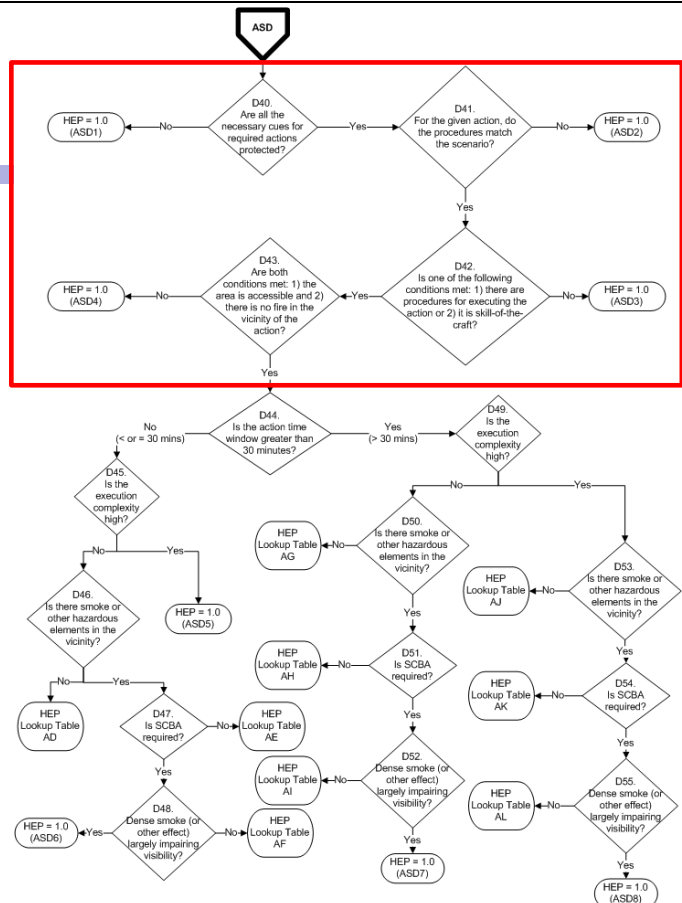 ASD
D40.
Are all the
necessary cues for
required actions
protected?
No
HEP = 1.0
(ASD1)
Yes
D41.
For the given action, do
the procedures match
the scenario?
No
HEP = 1.0
(ASD2)
Yes
D42.
Is one of the following
conditions met: 1) there are
procedures for executing the
action or 2) it is skill-of-the-
craft?
No
HEP = 1.0
(ASD3)
Yes
D43.
Are both
conditions met: 1) the
area is accessible and 2)
there is no fire in the
vicinity of the
action?
No
HEP = 1.0
(ASD4)
Yes
D44.
Is the action time
window greater than
30 minutes?
No
(< or = 30 mins)
Yes
(> 30 mins)
D45.
Is the
execution
complexity
high?
No
Yes
HEP = 1.0
(ASD5)
D46.
Is there smoke or
other hazardous
elements in the
vicinity?
No
HEP
Lookup Table
AD
Yes
D47.
Is SCBA
required?
No
HEP
Lookup Table
AE
Yes
D48.
Dense smoke (or
other effect)
largely impairing
visibility?
Yes
HEP = 1.0
(ASD6)
No
HEP
Lookup Table
AF
D49.
Is the
execution
complexity
high?
No
Yes
D50.
Is there smoke or
other hazardous
elements in the
vicinity?
No
HEP
Lookup Table
AG
Yes
D51.
Is SCBA
required?
No
HEP
Lookup Table
AH
Yes
D52.
Dense smoke (or
other effect)
largely impairing
visibility?
No
HEP
Lookup Table
AI
Yes
HEP = 1.0
(ASD7)
D53.
Is there smoke or
other hazardous
elements in the
vicinity?
No
HEP
Lookup Table
AJ
Yes
D54.
Is SCBA
required?
No
HEP
Lookup Table
AK
Yes
D55.
Dense smoke (or
other effect)
largely impairing
visibility?
No
HEP
Lookup Table
AL
Yes
HEP = 1.0
(ASD8)